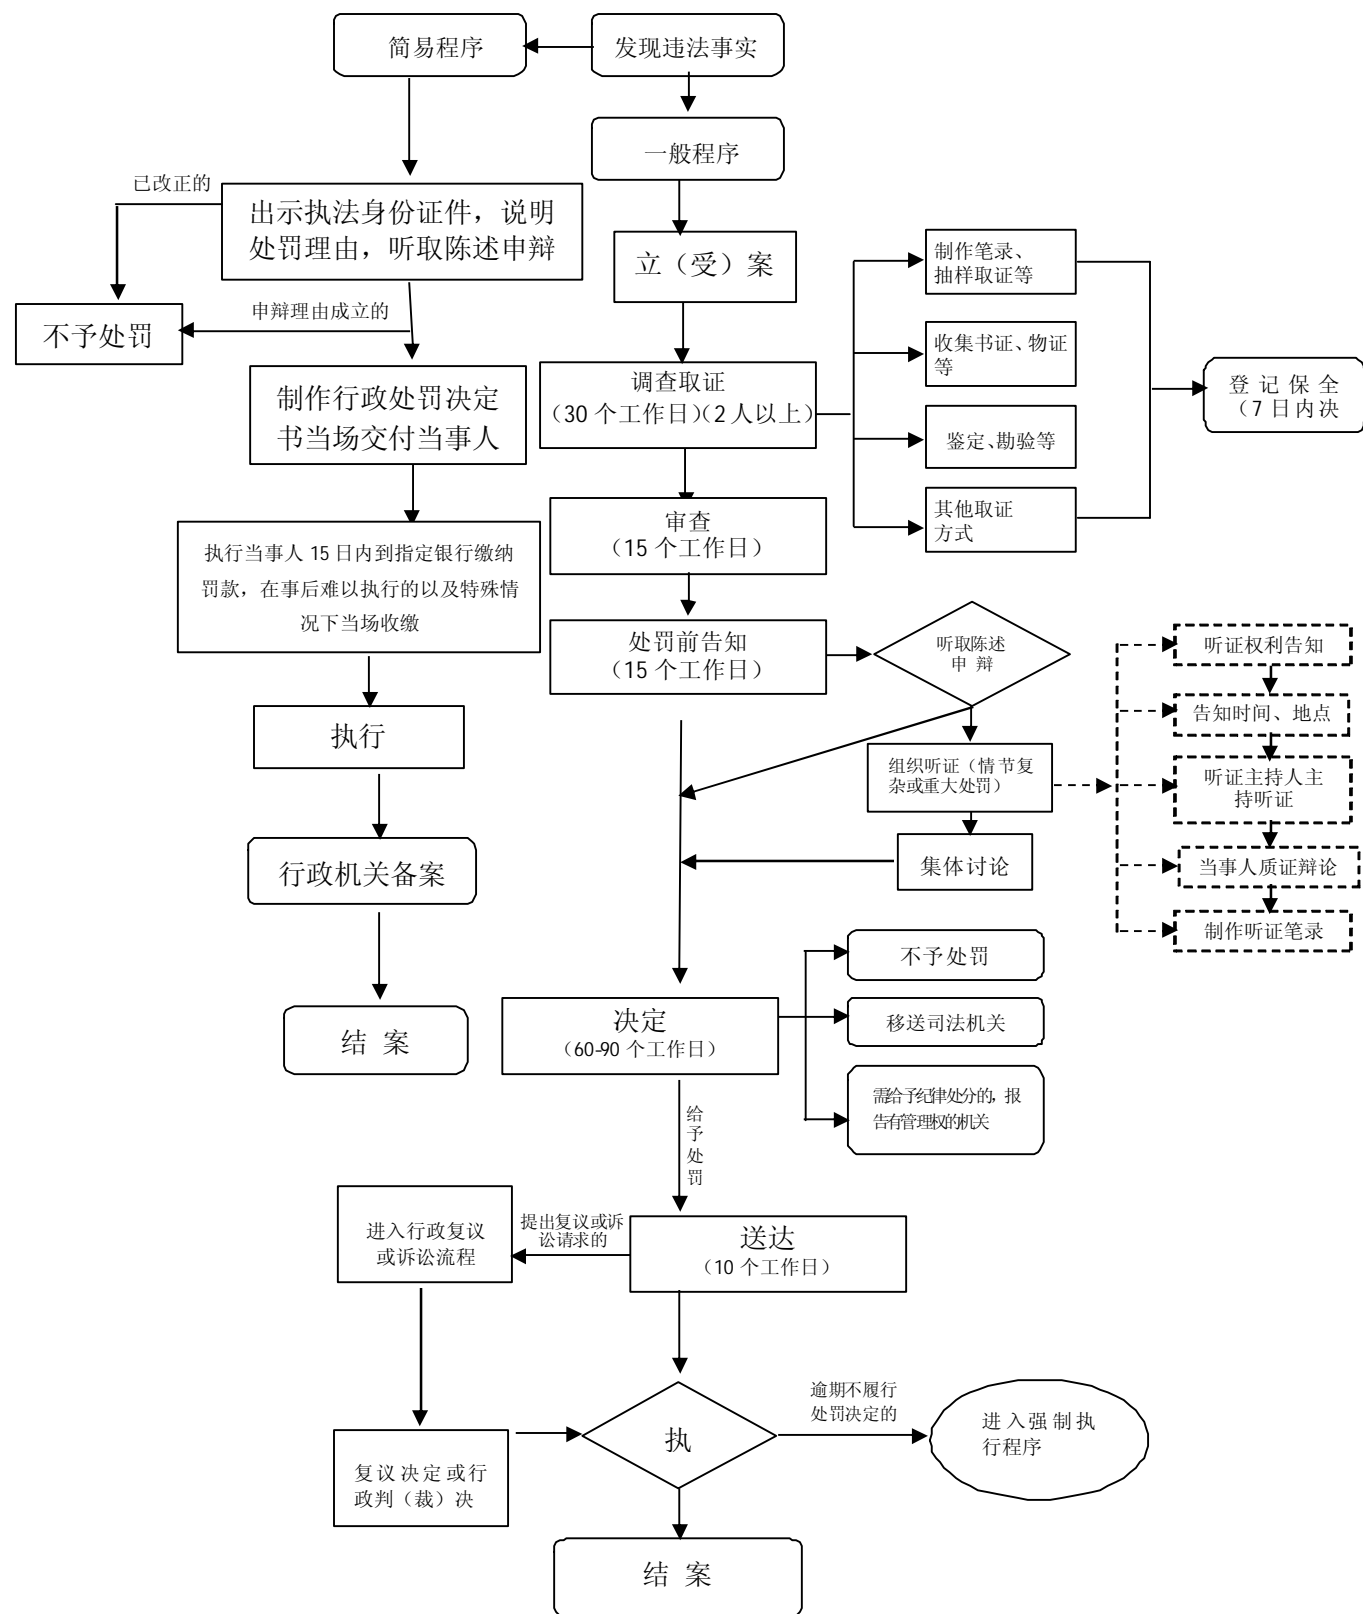 简易程序
发现违法事实
一般程序
已改正的
出示执法身份证件，说明
处罚理由，听取陈述申辩
立（受）案
制作笔录、
抽样取证等
不予处罚
申辩理由成立的
收集书证、物证
等
调查取证
（30个工作日）（2人以上）
登记保全
（7日内决
制作行政处罚决定
书当场交付当事人
鉴定、勘验等
审查
（15个工作日）
其他取证
方式
执行当事人15日内到指定银行缴纳
罚款，在事后难以执行的以及特殊情
况下当场收缴
处罚前告知
（15个工作日）
听取陈述
申辩
听证权利告知
告知时间、地点
执行
组织听证（情节复
杂或重大处罚）
听证主持人主
持听证
行政机关备案
集体讨论
当事人质证辩论
制作听证笔录
不予处罚
结案
决定
（60-90个工作日）
移送司法机关
需给予纪律处分的，报
告有管理权的机关
给
予
处
罚
进入行政复议
或诉讼流程
提出复议或诉
讼请求的
送达
（10个工作日）
执
逾期不履行
处罚决定的
进入强制执
行程序
复议决定或行
政判（裁）决
结案